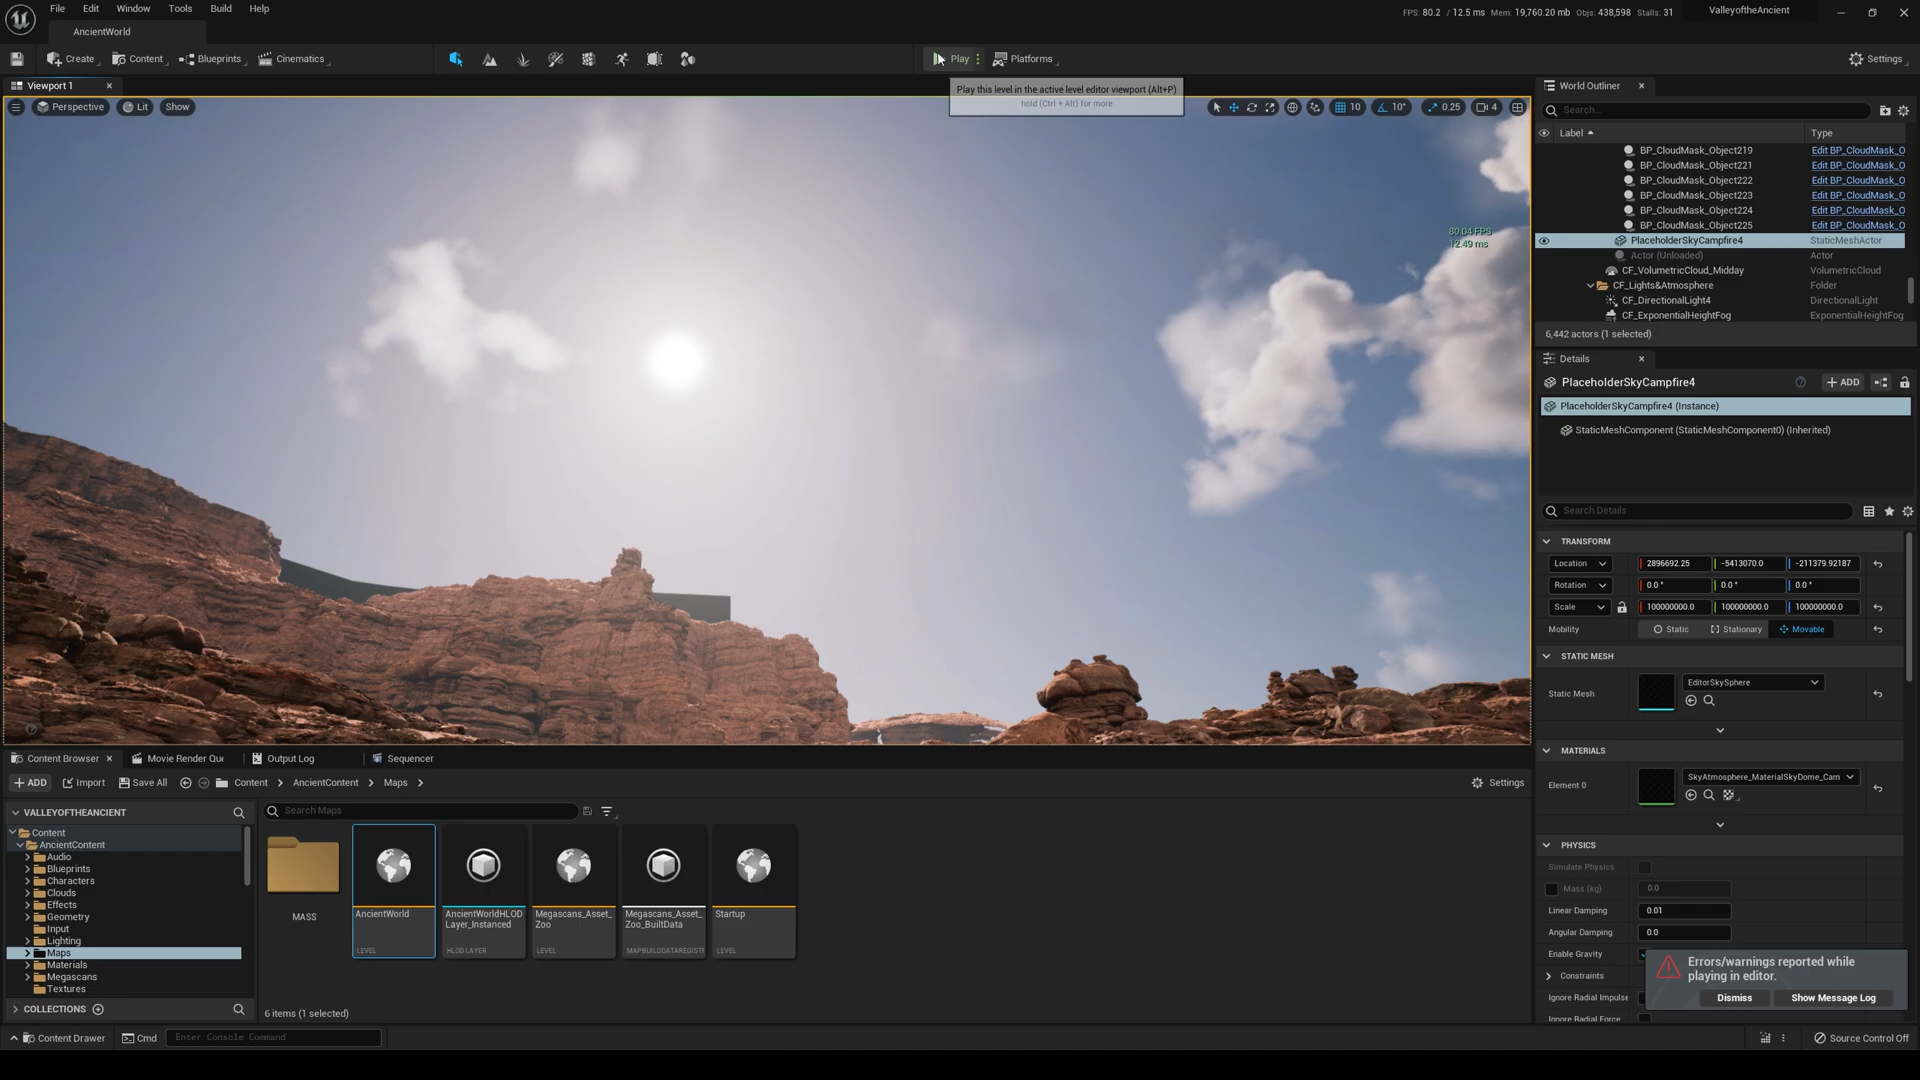 File Edit Window Tools Build Help
FPS: 80.2 / 12.5 ms Mem: 19,760.20 mb Objs: 438,598 Stalls: 31
ValleyoftheAncient
AncientWorld
Create Content Blueprints Cinematics
Play Platforms
Settings
Viewport 1
Play this level in the active level editor viewport (Alt+P)
hold (Ctrl + Alt) for more
Perspective Lit Show
10 10° 0.25 4
80.04 FPS
12.49 ms
World Outliner
Search...
Label Type
BP_CloudMask_Object219 Edit BP_CloudMask_O
BP_CloudMask_Object221 Edit BP_CloudMask_O
BP_CloudMask_Object222 Edit BP_CloudMask_O
BP_CloudMask_Object223 Edit BP_CloudMask_O
BP_CloudMask_Object224 Edit BP_CloudMask_O
BP_CloudMask_Object225 Edit BP_CloudMask_O
PlaceholderSkyCampfire4 StaticMeshActor
Actor (Unloaded) Actor
CF_VolumetricCloud_Midday VolumetricCloud
CF_Lights&Atmosphere Folder
CF_DirectionalLight4 DirectionalLight
CF_ExponentialHeightFog ExponentialHeightFog
6,442 actors (1 selected)
Details
PlaceholderSkyCampfire4
ADD
PlaceholderSkyCampfire4 (Instance)
StaticMeshComponent (StaticMeshComponent0) (Inherited)
Search Details
TRANSFORM
Location 2896692.25 -5413070.0 -211379.92187
Rotation 0.0 ° 0.0 ° 0.0 °
Scale 100000000.0 100000000.0 100000000.0
Mobility Static Stationary Movable
STATIC MESH
Static Mesh EditorSkySphere
MATERIALS
Element 0 SkyAtmosphere_MaterialSkyDome_Cam
PHYSICS
Simulate Physics
Mass (kg) 0.0
Linear Damping 0.01
Angular Damping 0.0
Enable Gravity
Constraints
Ignore Radial Impulse
Ignore Radial Force
Errors/warnings reported while
playing in editor.
Dismiss Show Message Log
Content Browser Movie Render Qu Output Log Sequencer
ADD Import Save All Content AncientContent Maps
Settings
VALLEYOFTHEANCIENT
Search Maps
Content
AncientContent
Audio
Blueprints
Characters
Clouds
Effects
Geometry
Input
Lighting
Maps
Materials
Megascans
Textures
COLLECTIONS
MASS
AncientWorld
LEVEL
AncientWorldHLOD
Layer_Instanced
HLOD LAYER
Megascans_Asset_
Zoo
LEVEL
Megascans_Asset_
Zoo_BuiltData
MAPBUILDDATAREGISTR
Startup
LEVEL
6 items (1 selected)
Content Drawer Cmd Enter Console Command
Source Control Off